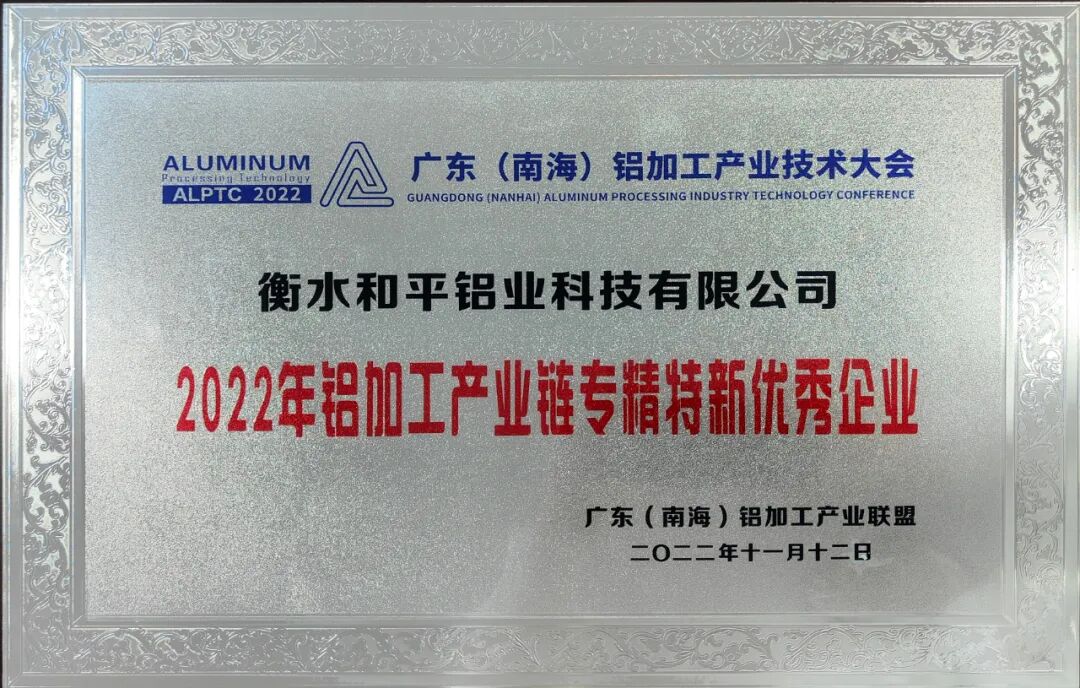 ALUMINUM
Processing Technology
ALPTC 2022
广东（南海）铝加工产业技术大会
GUANGDONG (NANHAI) ALUMINUM PROCESSING INDUSTRY TECHNOLOGY CONFERENCE
衡水和平铝业科技有限公司
2022年铝加工产业链专精特新优秀企业
广东（南海）铝加工产业联盟
二〇二二年十一月十二日